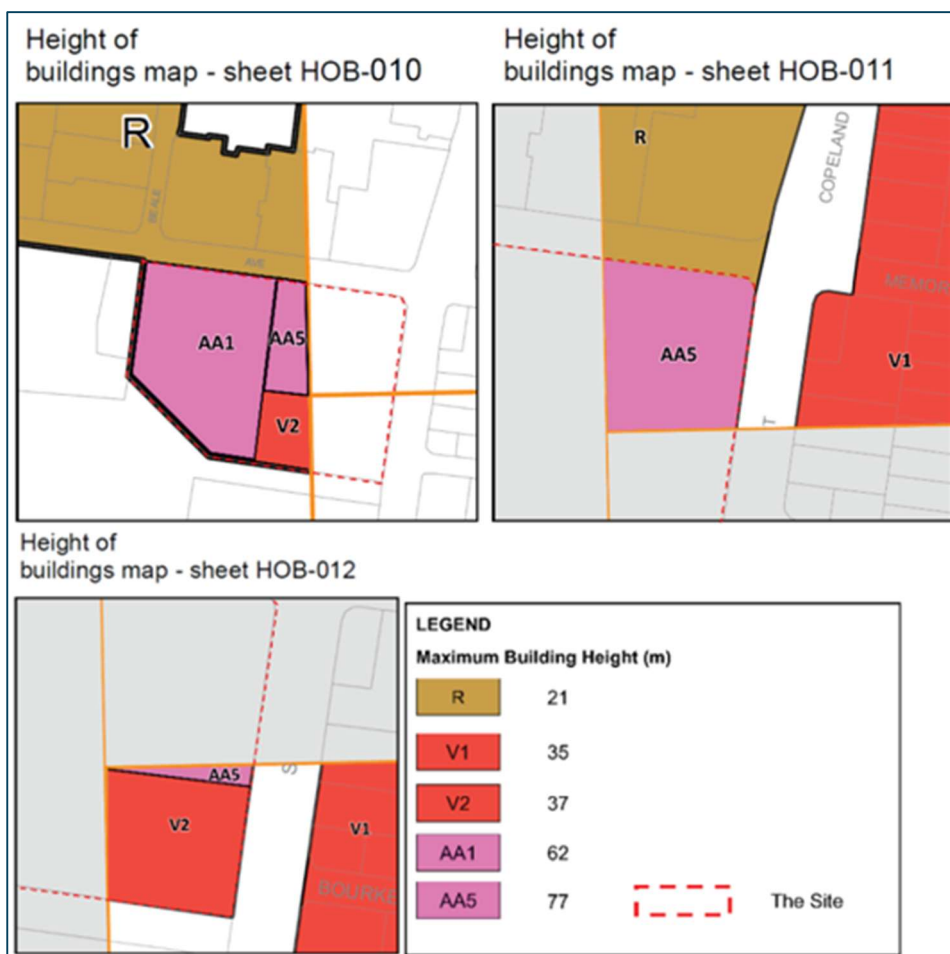 Height of
buildings map - sheet HOB-010
R
BEALE
AVE
AA1
AA5
V2
Height of
buildings map - sheet HOB-011
R
COPELAND
MEMOR
AA5
V1
T
Height of
buildings map - sheet HOB-012
S
AA5
V2
V1
BOURKE
LEGEND
Maximum Building Height (m)
R 21
V1 35
V2 37
AA1 62
AA5 77 The Site